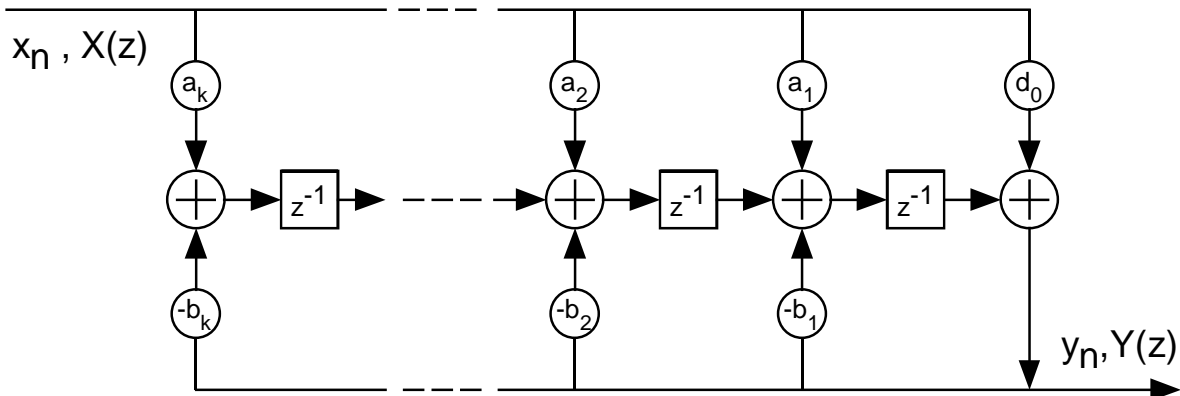 xₙ , X(z)
aₖ a₂ a₁ d₀
z⁻¹ z⁻¹ z⁻¹
-bₖ -b₂ -b₁
yₙ,Y(z)